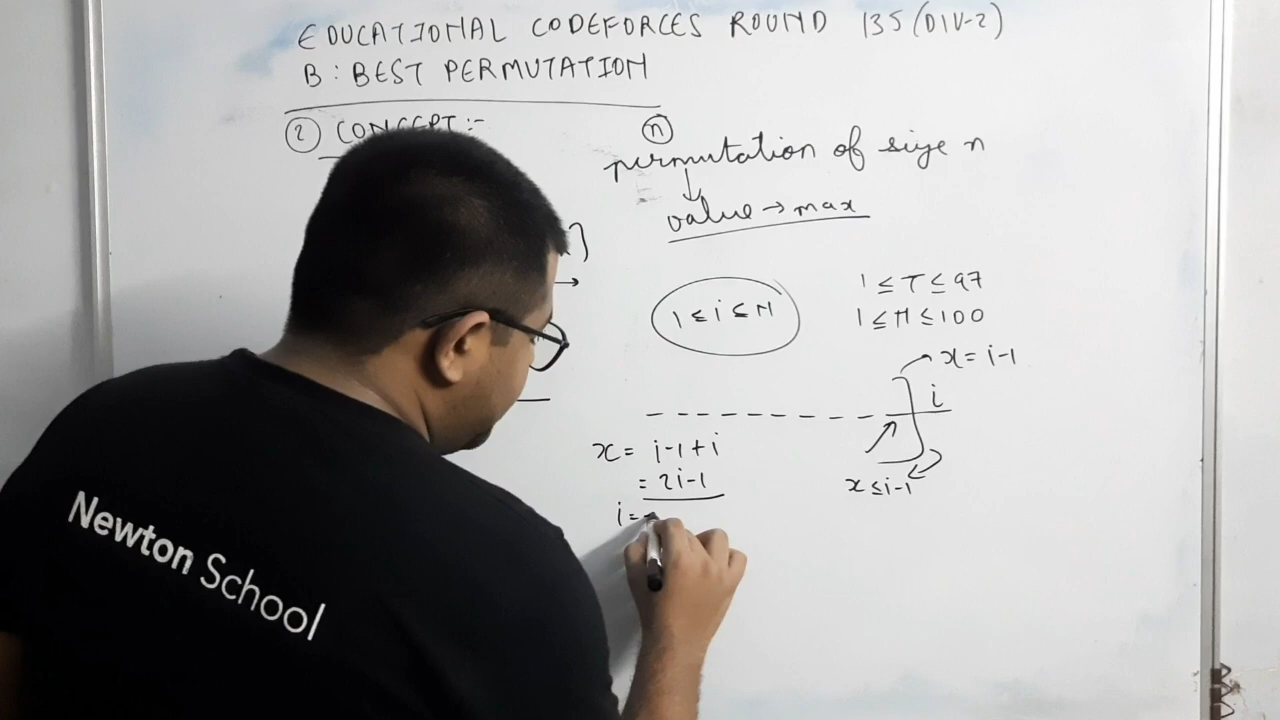 EDUCATIONAL CODEFORCES ROUND 135 (DIV-2)
B : BEST PERMUTATION
② CONCEPT :-
n
permutation of size n
value → max
1 ≤ i ≤ N
1 ≤ T ≤ 97
1 ≤ N ≤ 100
x = i-1
i
x = i-1+i
= 2i-1
x ≤ i-1
i =
Newton School